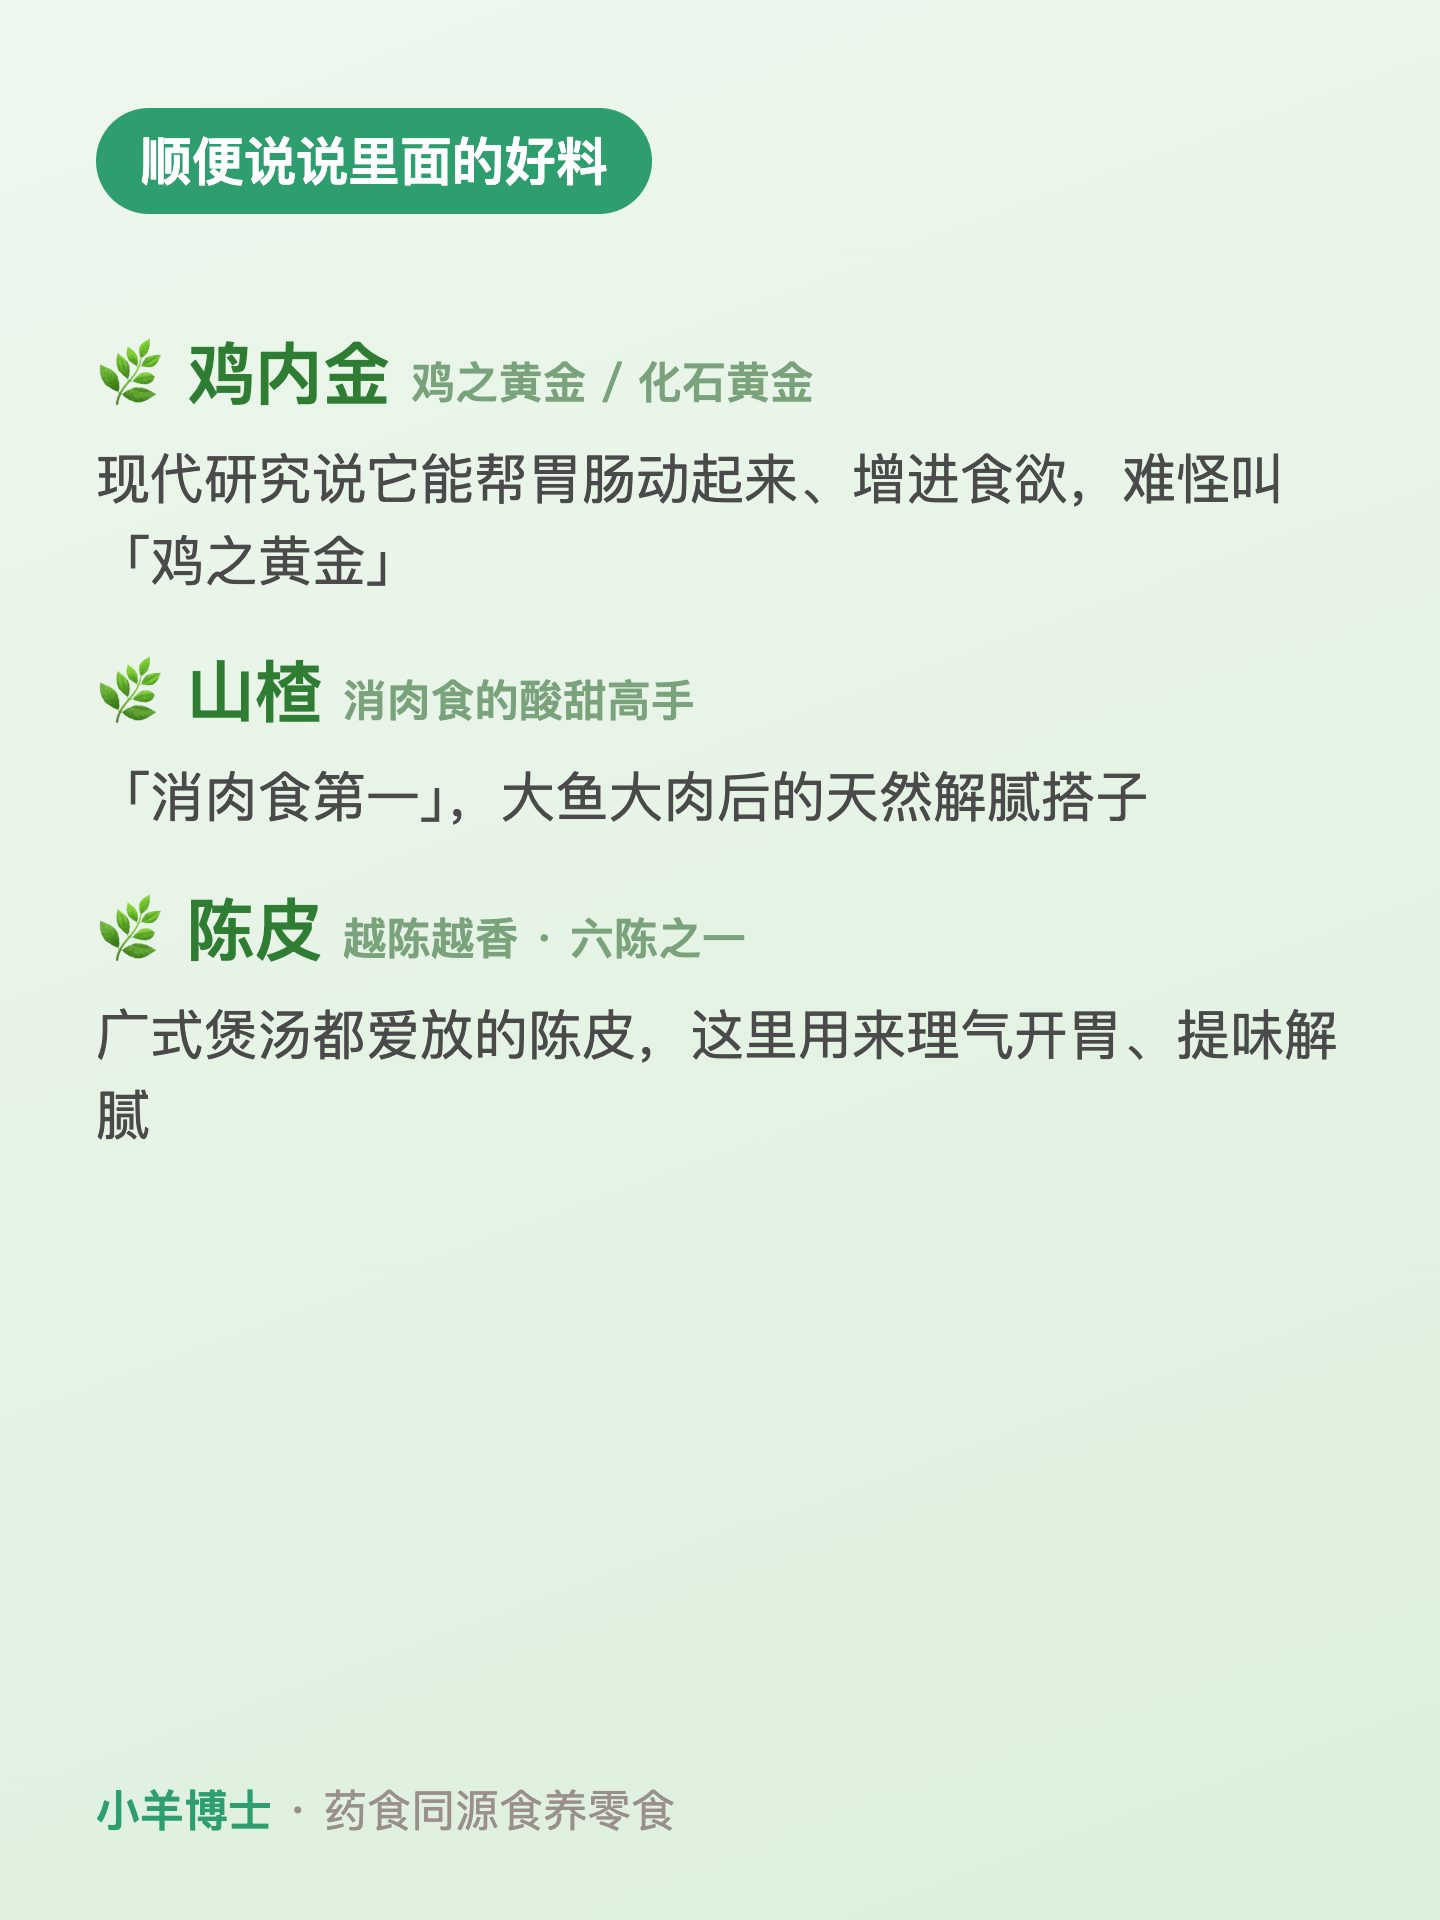 顺便说说里面的好料
🌿 鸡内金 鸡之黄金 / 化石黄金
现代研究说它能帮胃肠动起来、增进食欲，难怪叫
「鸡之黄金」
🌿 山楂 消肉食的酸甜高手
「消肉食第一」，大鱼大肉后的天然解腻搭子
🌿 陈皮 越陈越香 · 六陈之一
广式煲汤都爱放的陈皮，这里用来理气开胃、提味解
腻
小羊博士 · 药食同源食养零食